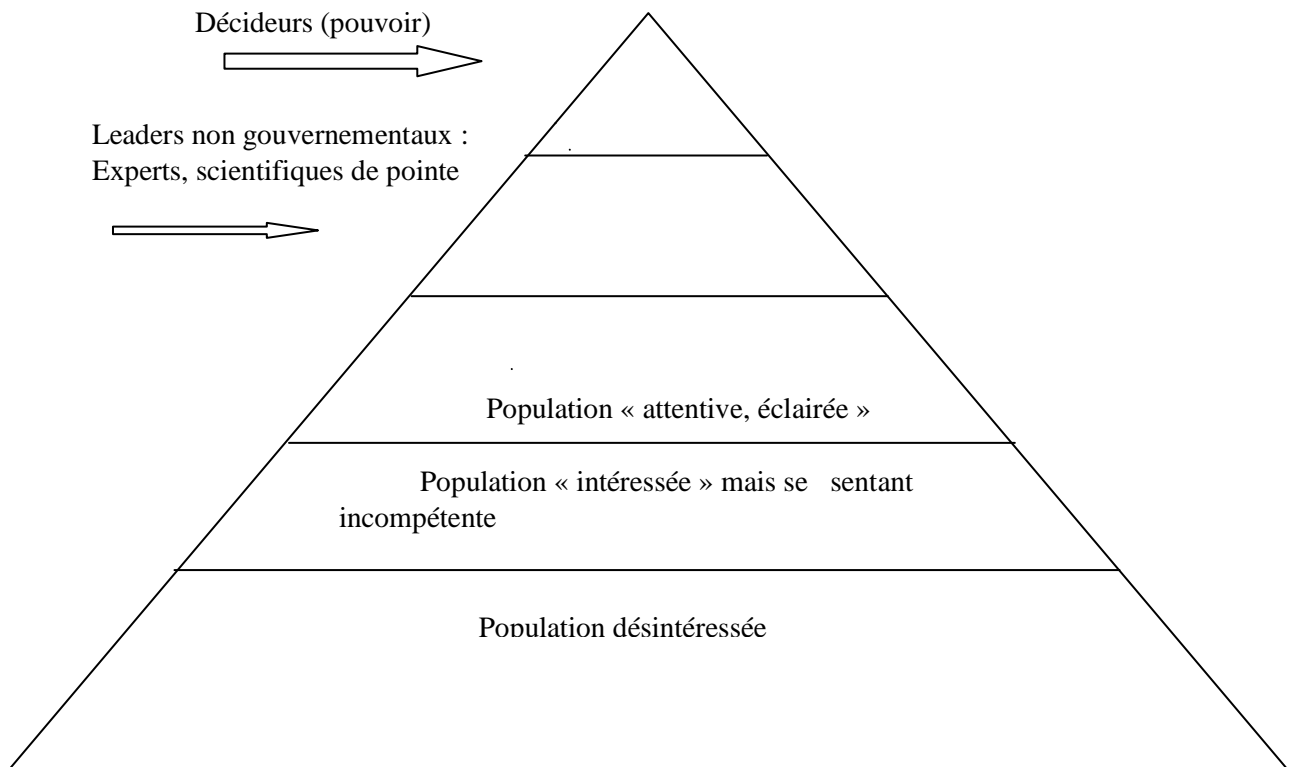 Décideurs (pouvoir)
Leaders non gouvernementaux :
Experts, scientifiques de pointe
Population « attentive, éclairée »
Population « intéressée » mais se sentant
incompétente
Population désintéressée